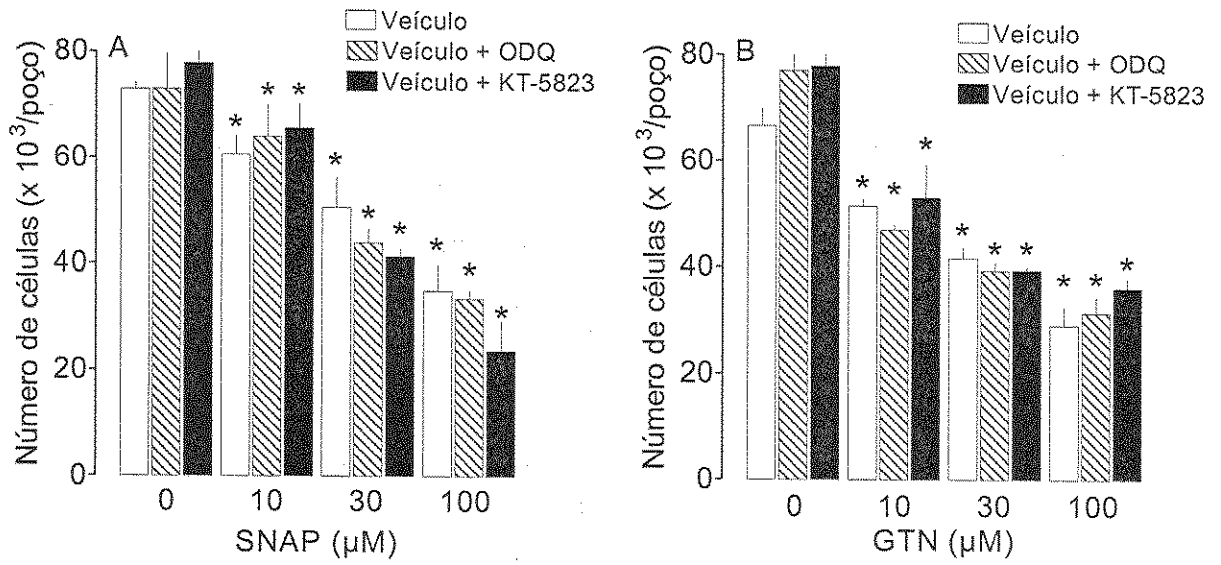 A
Veículo
Veículo + ODQ
Veículo + KT-5823
Número de células (x 10³/poço)
80
60
40
20
0
* * *
* * *
* * *
0 10 30 100
SNAP (µM)
B
Veículo
Veículo + ODQ
Veículo + KT-5823
Número de células (x 10³/poço)
80
60
40
20
0
* * *
* * *
* * *
0 10 30 100
GTN (µM)